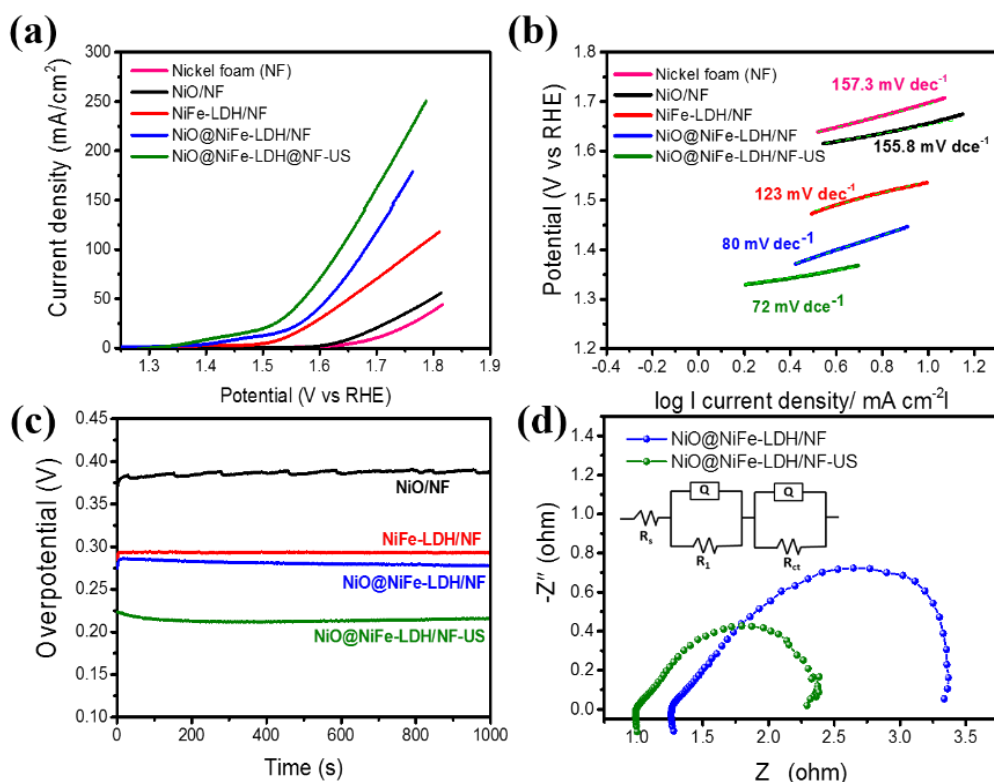 (a)
300
250
200
150
100
50
0
Current density (mA/cm²)
Nickel foam (NF)
NiO/NF
NiFe-LDH/NF
NiO@NiFe-LDH/NF
NiO@NiFe-LDH@NF-US
1.3 1.4 1.5 1.6 1.7 1.8 1.9
Potential (V vs RHE)
(b)
1.8
1.7
1.6
1.5
1.4
1.3
1.2
Potential (V vs RHE)
Nickel foam (NF)
NiO/NF
NiFe-LDH/NF
NiO@NiFe-LDH/NF
NiO@NiFe-LDH/NF-US
157.3 mV dec⁻¹
155.8 mV dce⁻¹
123 mV dec⁻¹
80 mV dec⁻¹
72 mV dce⁻¹
-0.4 -0.2 0.0 0.2 0.4 0.6 0.8 1.0 1.2 1.4
log I current density/ mA cm⁻²I
(c)
0.45
0.40
0.35
0.30
0.25
0.20
0.15
0.10
Overpotential (V)
NiO/NF
NiFe-LDH/NF
NiO@NiFe-LDH/NF
NiO@NiFe-LDH/NF-US
0 200 400 600 800 1000
Time (s)
(d)
1.4
1.2
1.0
0.8
0.6
0.4
0.2
0.0
-Z'' (ohm)
NiO@NiFe-LDH/NF
NiO@NiFe-LDH/NF-US
Q Q
Rs
R1 Rct
1.0 1.5 2.0 2.5 3.0 3.5
Z (ohm)